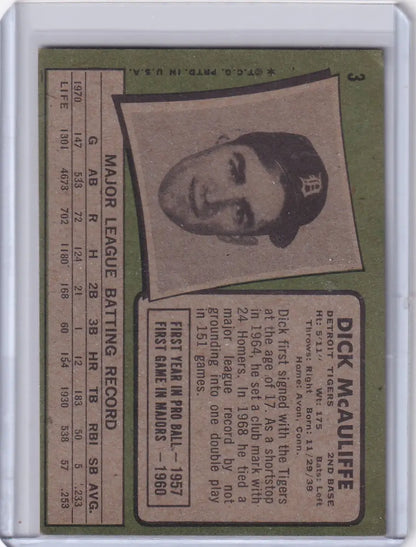 3
★©T.C.G. PRTD. IN U.S.A.
D
DICK McAULIFFE
DETROIT TIGERS 2ND BASE
Ht: 5'11" Wt: 175 Bats: Left
Throws: Right Born: 11/29/39
Home: Avon, Conn.
Dick first signed with the Tigers
at the age of 17. As a shortstop
in 1964, he set a club mark with
24 Homers. In 1968 he tied a
major league record by not
grounding into one double play
in 151 games.
FIRST YEAR IN PRO BALL — 1957
FIRST GAME IN MAJORS — 1960
MAJOR LEAGUE BATTING RECORD
G AB R H 2B 3B HR TB RBI SB AVG.
1970 147 533 72 124 21 1 12 183 50 5 .233
LIFE 1301 4673 702 1180 168 60 154 1930 538 57 .253